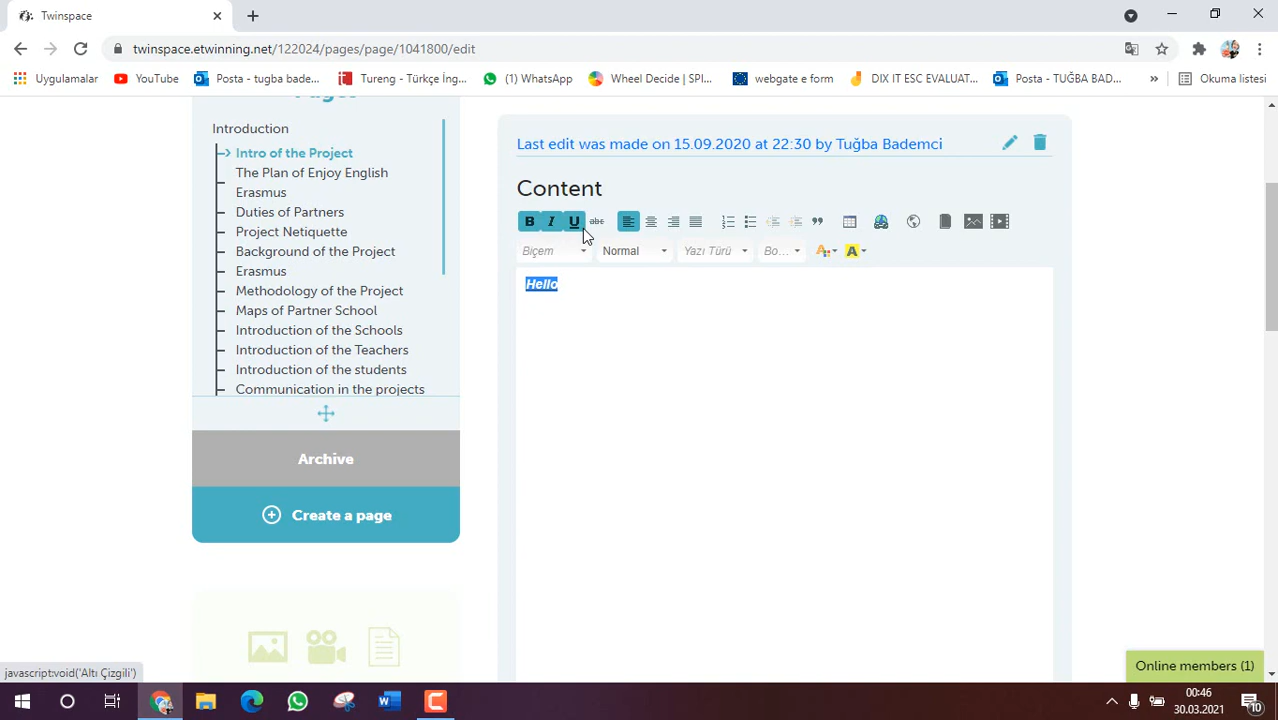 Twinspace
twinspace.etwinning.net/122024/pages/page/1041800/edit
Uygulamalar
YouTube
Posta - tugba bade...
Tureng - Türkçe İng...
(1) WhatsApp
Wheel Decide | SPI...
webgate e form
DIX IT ESC EVALUAT...
Posta - TUĞBA BAD...
»
Okuma listesi
Pages
Introduction
Intro of the Project
The Plan of Enjoy English
Erasmus
Duties of Partners
Project Netiquette
Background of the Project
Erasmus
Methodology of the Project
Maps of Partner School
Introduction of the Schools
Introduction of the Teachers
Introduction of the students
Communication in the projects
Archive
Create a page
Last edit was made on 15.09.2020 at 22:30 by Tuğba Bademci
Content
B I U abc
Biçem Normal Yazı Türü Bo... A A
Hello
javascript:void('Altı Çizgili')
Online members (1)
00:46
30.03.2021
10